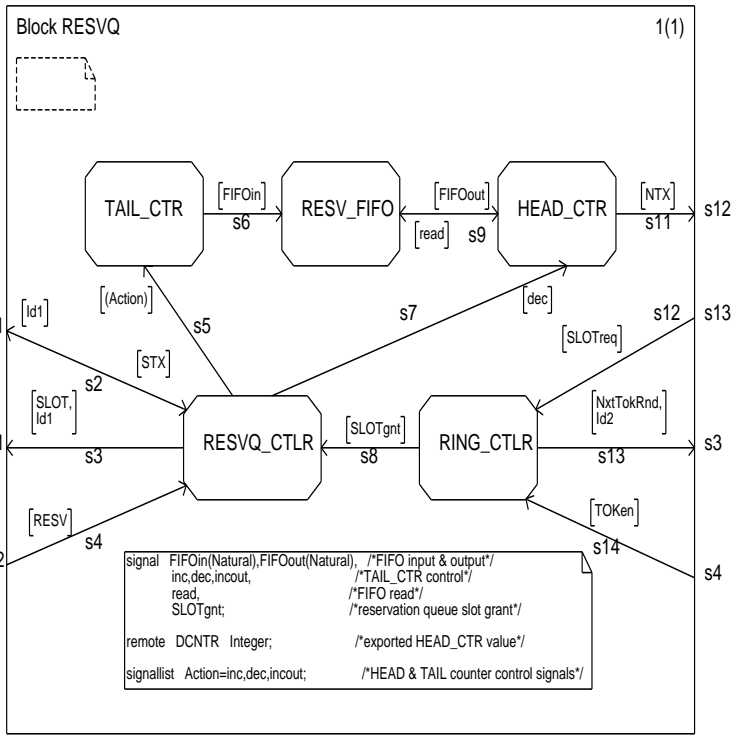 Block RESVQ 1(1)
TAIL_CTR
[FIFOin]
s6
RESV_FIFO
[FIFOout]
[read]
s9
HEAD_CTR
[NTX]
s11
s12
[(Action)]
s5
s7
[dec]
[Id1]
[STX]
s2
s12
s13
[SLOTreq]
[SLOT,
Id1]
s3
RESVQ_CTLR
[SLOTgnt]
s8
RING_CTLR
[NxtTokRnd,
Id2]
s13
s3
[RESV]
s4
[TOKen]
s14
s4
signal FIFOin(Natural),FIFOout(Natural), /*FIFO input & output*/
inc,dec,incout, /*TAIL_CTR control*/
read, /*FIFO read*/
SLOTgnt; /*reservation queue slot grant*/
remote DCNTR Integer; /*exported HEAD_CTR value*/
signallist Action=inc,dec,incout; /*HEAD & TAIL counter control signals*/